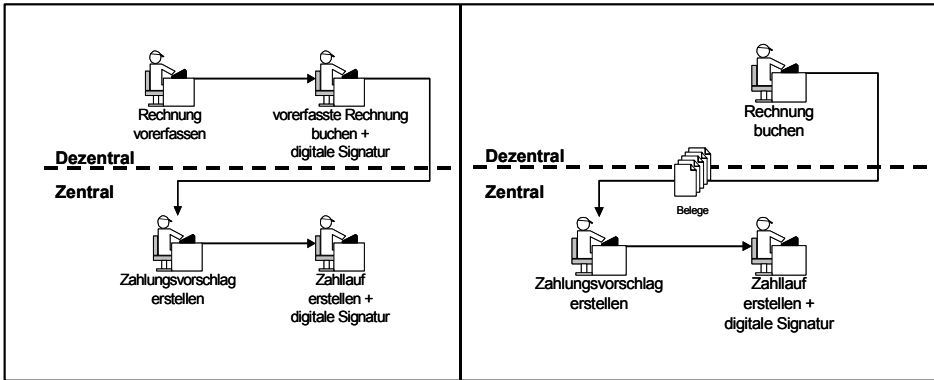 Rechnung
vorerfassen
vorerfasste Rechnung
buchen +
digitale Signatur
Dezentral
Zentral
Zahlungsvorschlag
erstellen
Zahllauf
erstellen +
digitale Signatur
Rechnung
buchen
Dezentral
Zentral
Belege
Zahlungsvorschlag
erstellen
Zahllauf
erstellen +
digitale Signatur